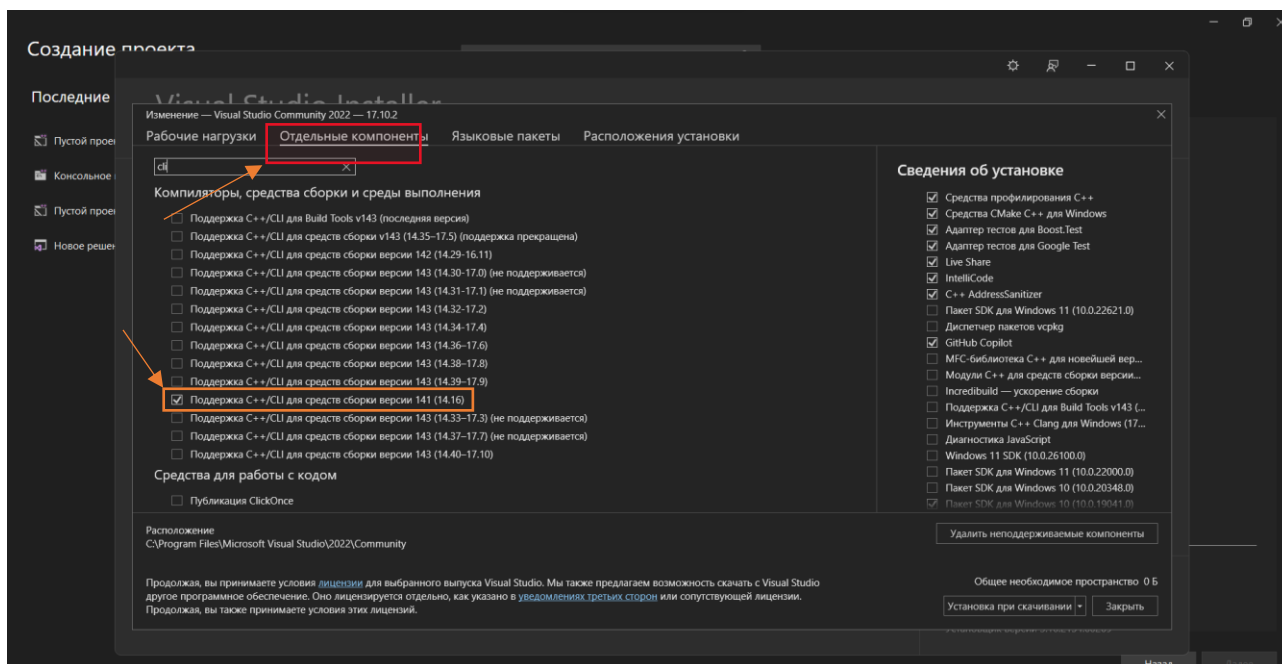 Создание проекта
Последние
Visual Studio Installer
Пустой прое
Консольное
Пустой прое
Новое решен
Изменение — Visual Studio Community 2022 — 17.10.2
Рабочие нагрузки Отдельные компоненты Языковые пакеты Расположения установки
cli
Компиляторы, средства сборки и среды выполнения
Поддержка C++/CLI для Build Tools v143 (последняя версия)
Поддержка C++/CLI для средств сборки v143 (14.35–17.5) (поддержка прекращена)
Поддержка C++/CLI для средств сборки версии 142 (14.29-16.11)
Поддержка C++/CLI для средств сборки версии 143 (14.30-17.0) (не поддерживается)
Поддержка C++/CLI для средств сборки версии 143 (14.31-17.1) (не поддерживается)
Поддержка C++/CLI для средств сборки версии 143 (14.32-17.2)
Поддержка C++/CLI для средств сборки версии 143 (14.34-17.4)
Поддержка C++/CLI для средств сборки версии 143 (14.36–17.6)
Поддержка C++/CLI для средств сборки версии 143 (14.38–17.8)
Поддержка C++/CLI для средств сборки версии 143 (14.39–17.9)
Поддержка C++/CLI для средств сборки версии 141 (14.16)
Поддержка C++/CLI для средств сборки версии 143 (14.33–17.3) (не поддерживается)
Поддержка C++/CLI для средств сборки версии 143 (14.37–17.7) (не поддерживается)
Поддержка C++/CLI для средств сборки версии 143 (14.40–17.10)
Средства для работы с кодом
Публикация ClickOnce
Сведения об установке
Средства профилирования C++
Средства CMake C++ для Windows
Адаптер тестов для Boost.Test
Адаптер тестов для Google Test
Live Share
IntelliCode
C++ AddressSanitizer
Пакет SDK для Windows 11 (10.0.22621.0)
Диспетчер пакетов vcpkg
GitHub Copilot
MFC-библиотека C++ для новейшей вер...
Модули C++ для средств сборки версии...
Incredibuild — ускорение сборки
Поддержка C++/CLI для Build Tools v143 (...
Инструменты C++ Clang для Windows (17...
Диагностика JavaScript
Windows 11 SDK (10.0.26100.0)
Пакет SDK для Windows 11 (10.0.22000.0)
Пакет SDK для Windows 10 (10.0.20348.0)
Пакет SDK для Windows 10 (10.0.19041.0)
Расположение
C:\Program Files\Microsoft Visual Studio\2022\Community
Удалить неподдерживаемые компоненты
Продолжая, вы принимаете условия лицензии для выбранного выпуска Visual Studio. Мы также предлагаем возможность скачать с Visual Studio
другое программное обеспечение. Оно лицензируется отдельно, как указано в уведомлениях третьих сторон или сопутствующей лицензии.
Продолжая, вы также принимаете условия этих лицензий.
Общее необходимое пространство 0 Б
Установка при скачивании Закрыть
Назад